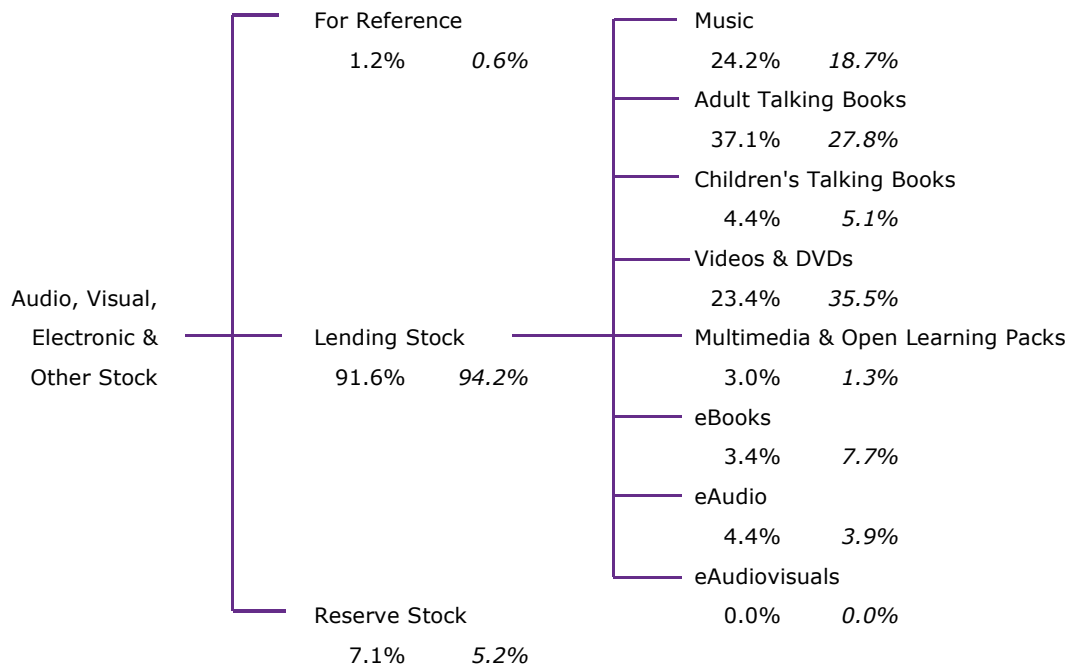 Audio, Visual,
Electronic &
Other Stock
For Reference
1.2% 0.6%
Lending Stock
91.6% 94.2%
Reserve Stock
7.1% 5.2%
Music
24.2% 18.7%
Adult Talking Books
37.1% 27.8%
Children's Talking Books
4.4% 5.1%
Videos & DVDs
23.4% 35.5%
Multimedia & Open Learning Packs
3.0% 1.3%
eBooks
3.4% 7.7%
eAudio
4.4% 3.9%
eAudiovisuals
0.0% 0.0%